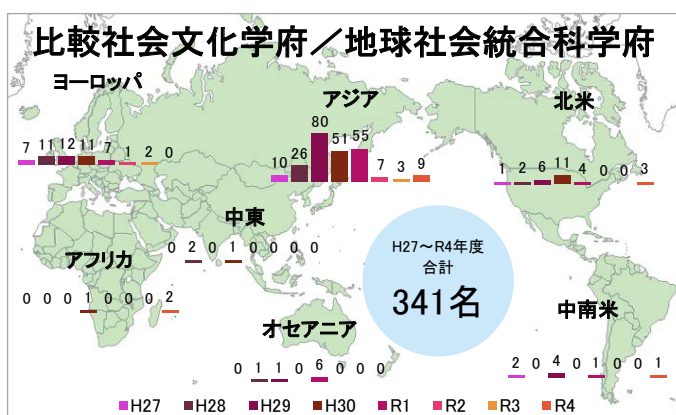 比較社会文化学府／地球社会統合科学府
ヨーロッパ
7 11 12 11 7 1 2 0
アジア
10 26 80 51 55 7 3 9
北米
1 2 6 11 4 0 0 3
中東
0 2 0 1 0 0 0 0
アフリカ
0 0 0 1 0 0 0 2
H27～R4年度
合計
341名
オセアニア
0 1 1 0 6 0 0 0
中南米
2 0 4 0 1 0 0 1
H27 H28 H29 H30 R1 R2 R3 R4